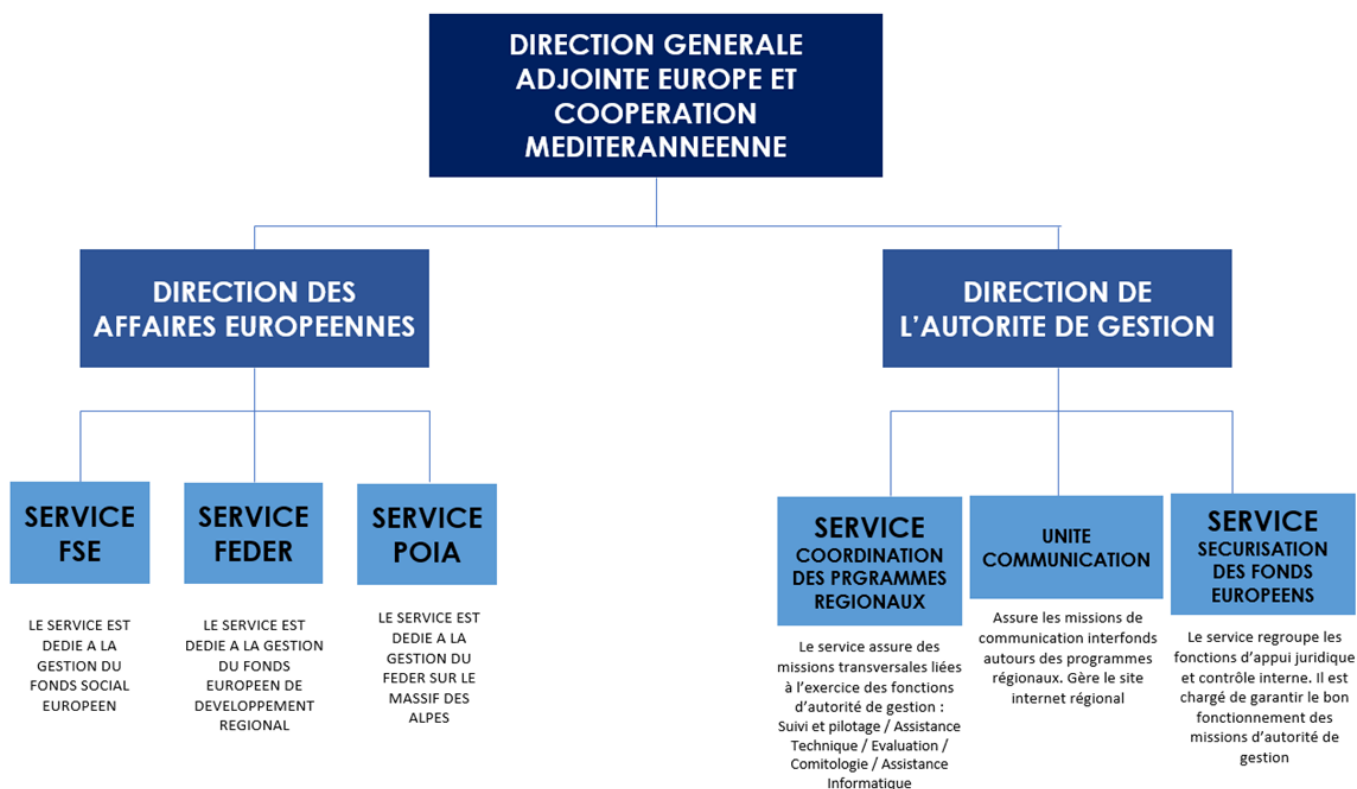 DIRECTION GENERALE
ADJOINTE EUROPE ET
COOPERATION
MEDITERANNEENNE
DIRECTION DES
AFFAIRES EUROPEENNES
DIRECTION DE
L’AUTORITE DE GESTION
SERVICE
FSE
LE SERVICE EST
DEDIE A LA
GESTION DU
FONDS SOCIAL
EUROPEEN
SERVICE
FEDER
LE SERVICE EST
DEDIE A LA GESTION
DU FONDS
EUROPEEN DE
DEVELOPPEMENT
REGIONAL
SERVICE
POIA
LE SERVICE EST
DEDIE A LA
GESTION DU
FEDER SUR LE
MASSIF DES
ALPES
SERVICE
COORDINATION
DES PRGRAMMES
REGIONAUX
Le service assure des
missions transversales liées
à l’exercice des fonctions
d’autorité de gestion :
Suivi et pilotage / Assistance
Technique / Evaluation /
Comitologie / Assistance
Informatique
UNITE
COMMUNICATION
Assure les missions de
communication interfonds
autours des programmes
régionaux. Gère le site
internet régional
SERVICE
SECURISATION
DES FONDS
EUROPEENS
Le service regroupe les
fonctions d’appui juridique
et contrôle interne. Il est
chargé de garantir le bon
fonctionnement des
missions d’autorité de
gestion